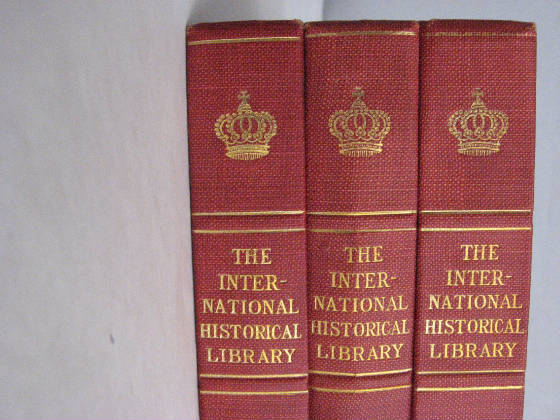 THE
INTER-
NATIONAL
HISTORICAL
LIBRARY
THE
INTER-
NATIONAL
HISTORICAL
LIBRARY
THE
INTER-
NATIONAL
HISTORICAL
LIBRARY